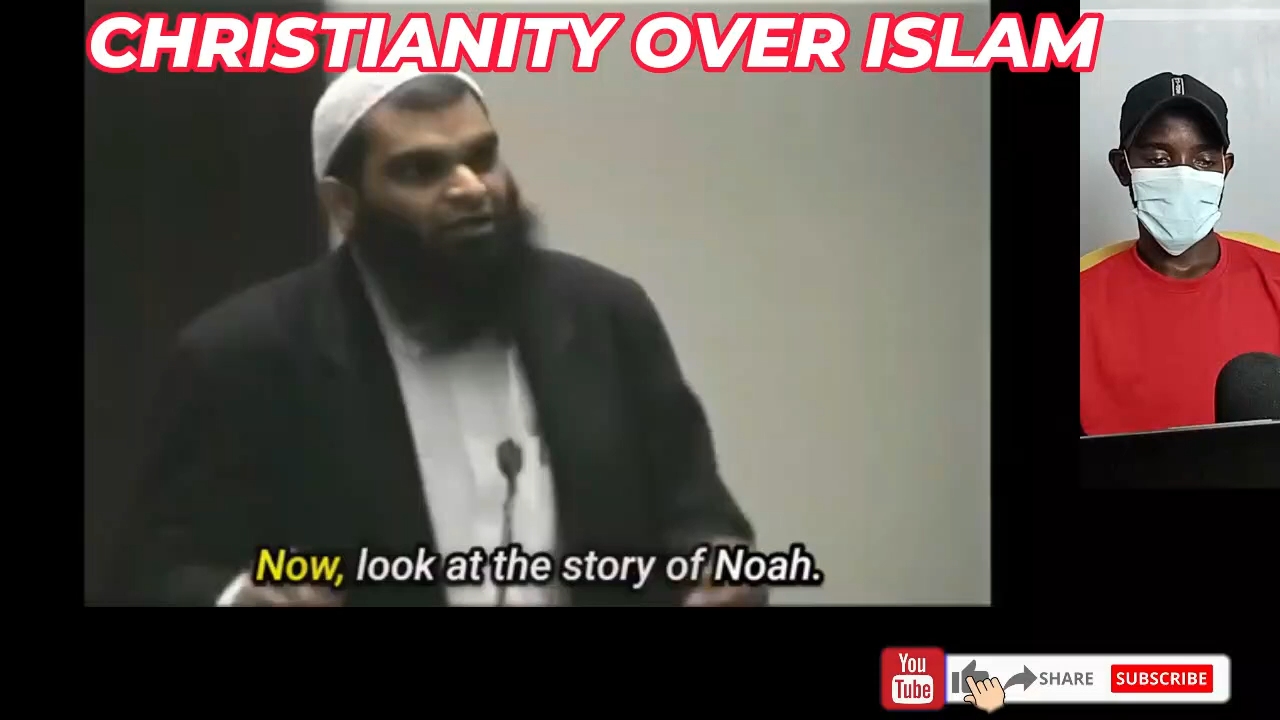 CHRISTIANITY OVER ISLAM
Now, look at the story of Noah.
You
Tube
SHARE
SUBSCRIBE